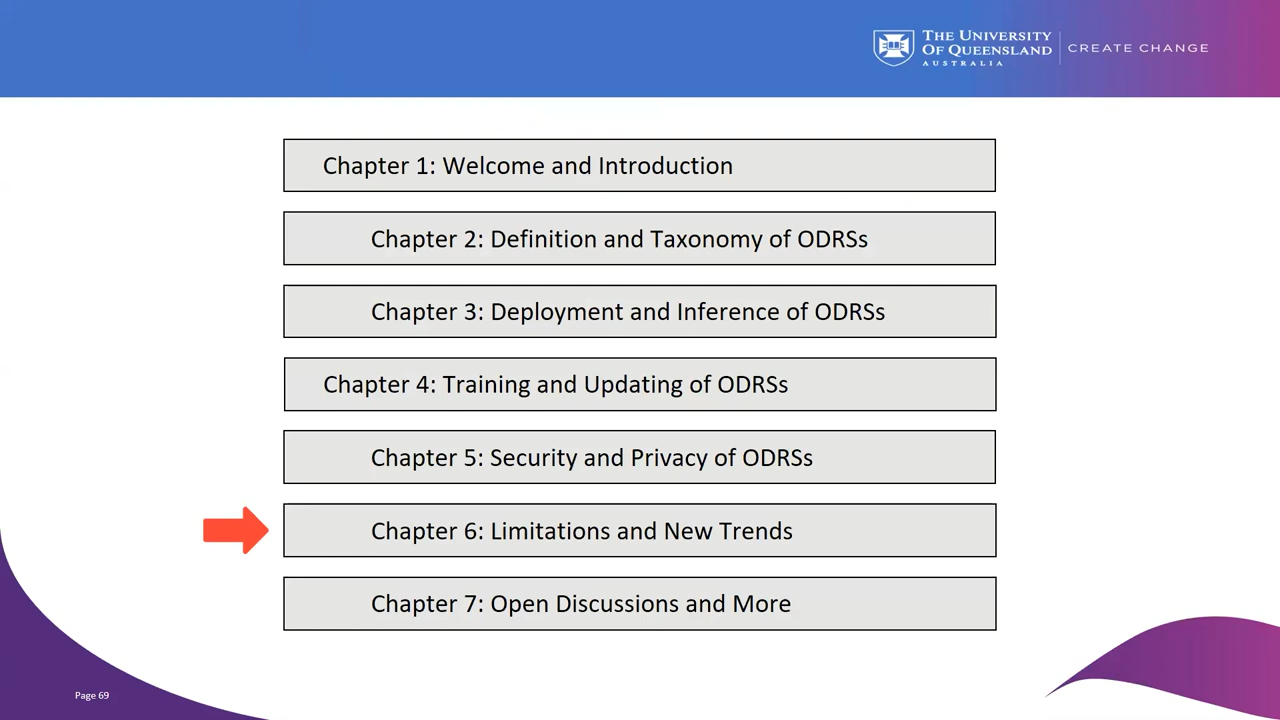 THE UNIVERSITY
OF QUEENSLAND
AUSTRALIA
CREATE CHANGE
Chapter 1: Welcome and Introduction
Chapter 2: Definition and Taxonomy of ODRSs
Chapter 3: Deployment and Inference of ODRSs
Chapter 4: Training and Updating of ODRSs
Chapter 5: Security and Privacy of ODRSs
Chapter 6: Limitations and New Trends
Chapter 7: Open Discussions and More
Page 69